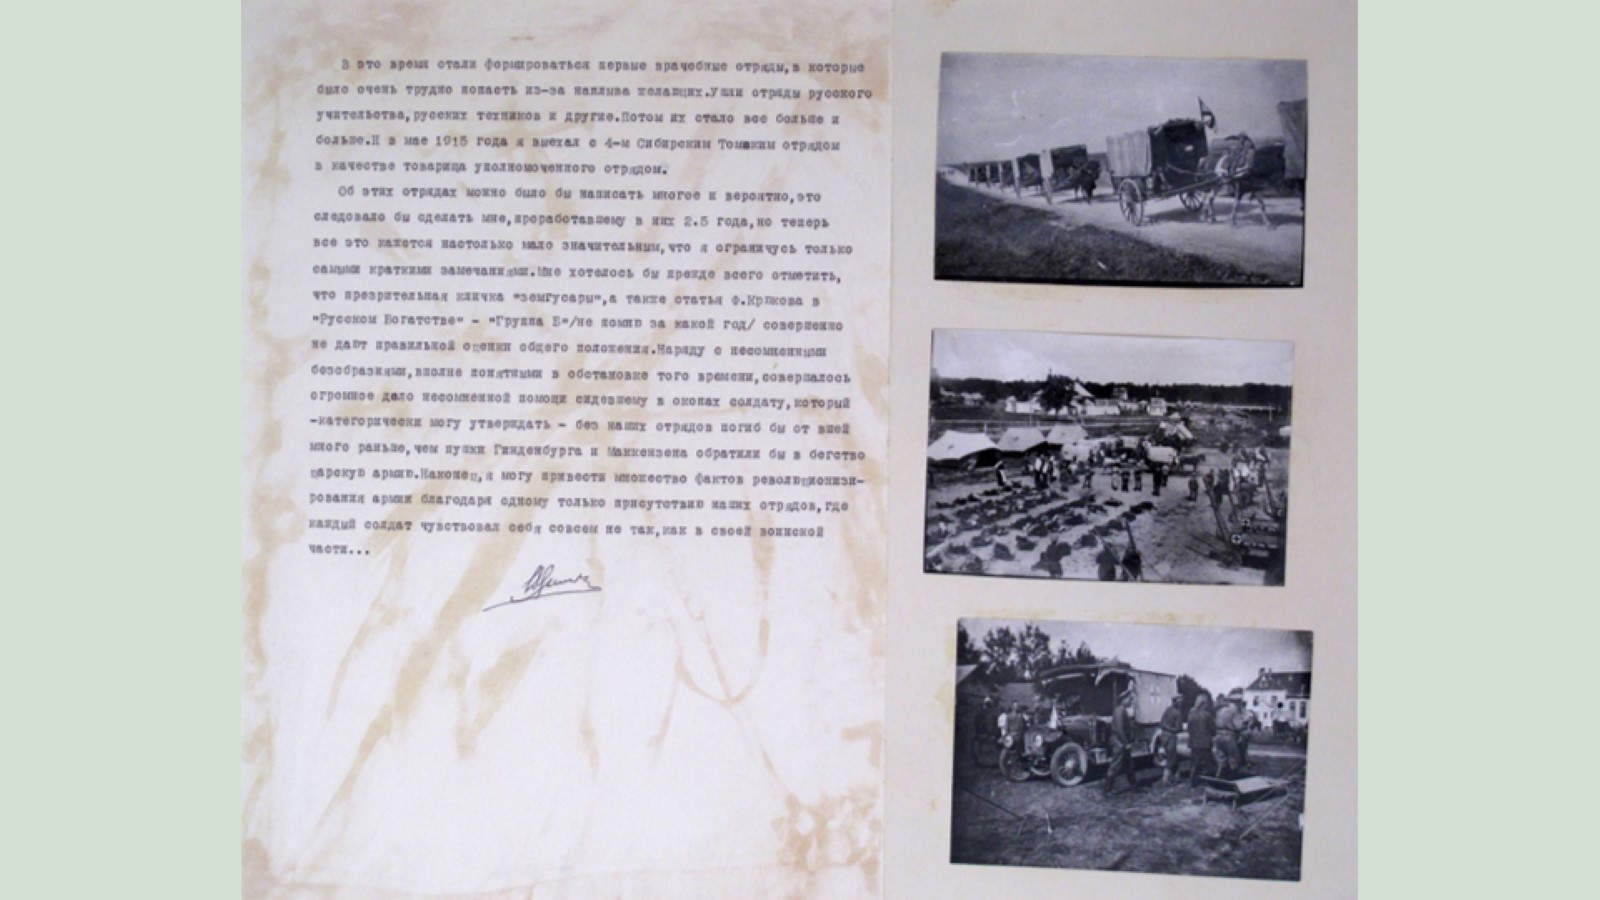 В это время стали формироваться первые врачебные отряды,в которые
было очень трудно попасть из-за наплыва желающих.Ушли отряды русского
учительства,русских техников и другие.Потом их стало все больше и
больше.И в мае 1915 года я выехал с 4-м Сибирским Томским отрядом
в качестве товарища уполномоченного отрядом.
Об этих отрядах можно было бы написать многое и вероятно,это
следовало бы сделать мне,проработавшему в них 2.5 года,но теперь
все это кажется настолько мало значительным,что я ограничусь только
самыми краткими замечаниями.Мне хотелось бы прежде всего отметить,
что презрительная кличка "земгусары",а также статья Ф.Крюкова в
"Русском Богатстве" - "Группа Б"/не помню за какой год/ совершенно
не дают правильной оценки общего положения.Наряду с несомненными
безобразиями,вполне понятными в обстановке того времени,совершалось
огромное дело несомненной помощи сидевшему в окопах солдату,который
-категорически могу утверждать - без наших отрядов погиб бы от вшей
много раньше,чем пушки Гинденбурга и Маккензена обратили бы в бегство
царскую армию.Наконец,я могу привести множество фактов революционизи-
рования армии благодаря одному только присутствию наших отрядов,где
каждый солдат чувствовал себя совсем не так,как в своей воинской
части...